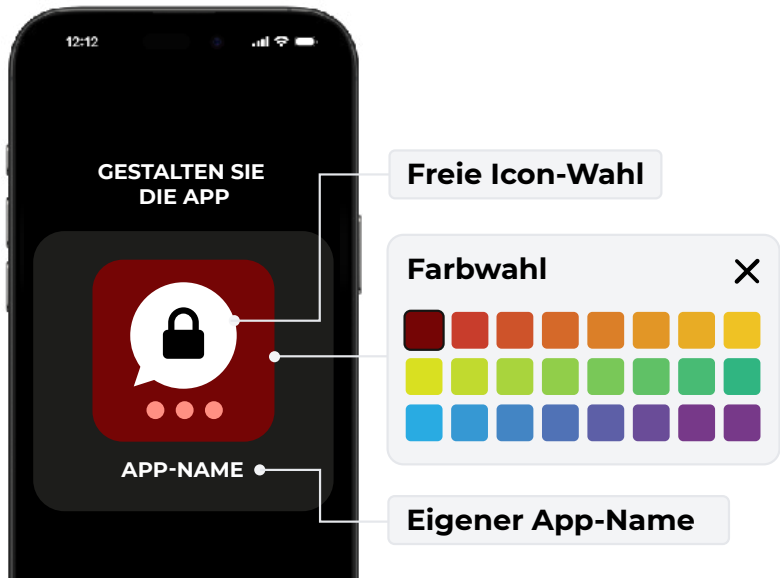 12:12
GESTALTEN SIE
DIE APP
Freie Icon-Wahl
Farbwahl
APP-NAME
Eigener App-Name